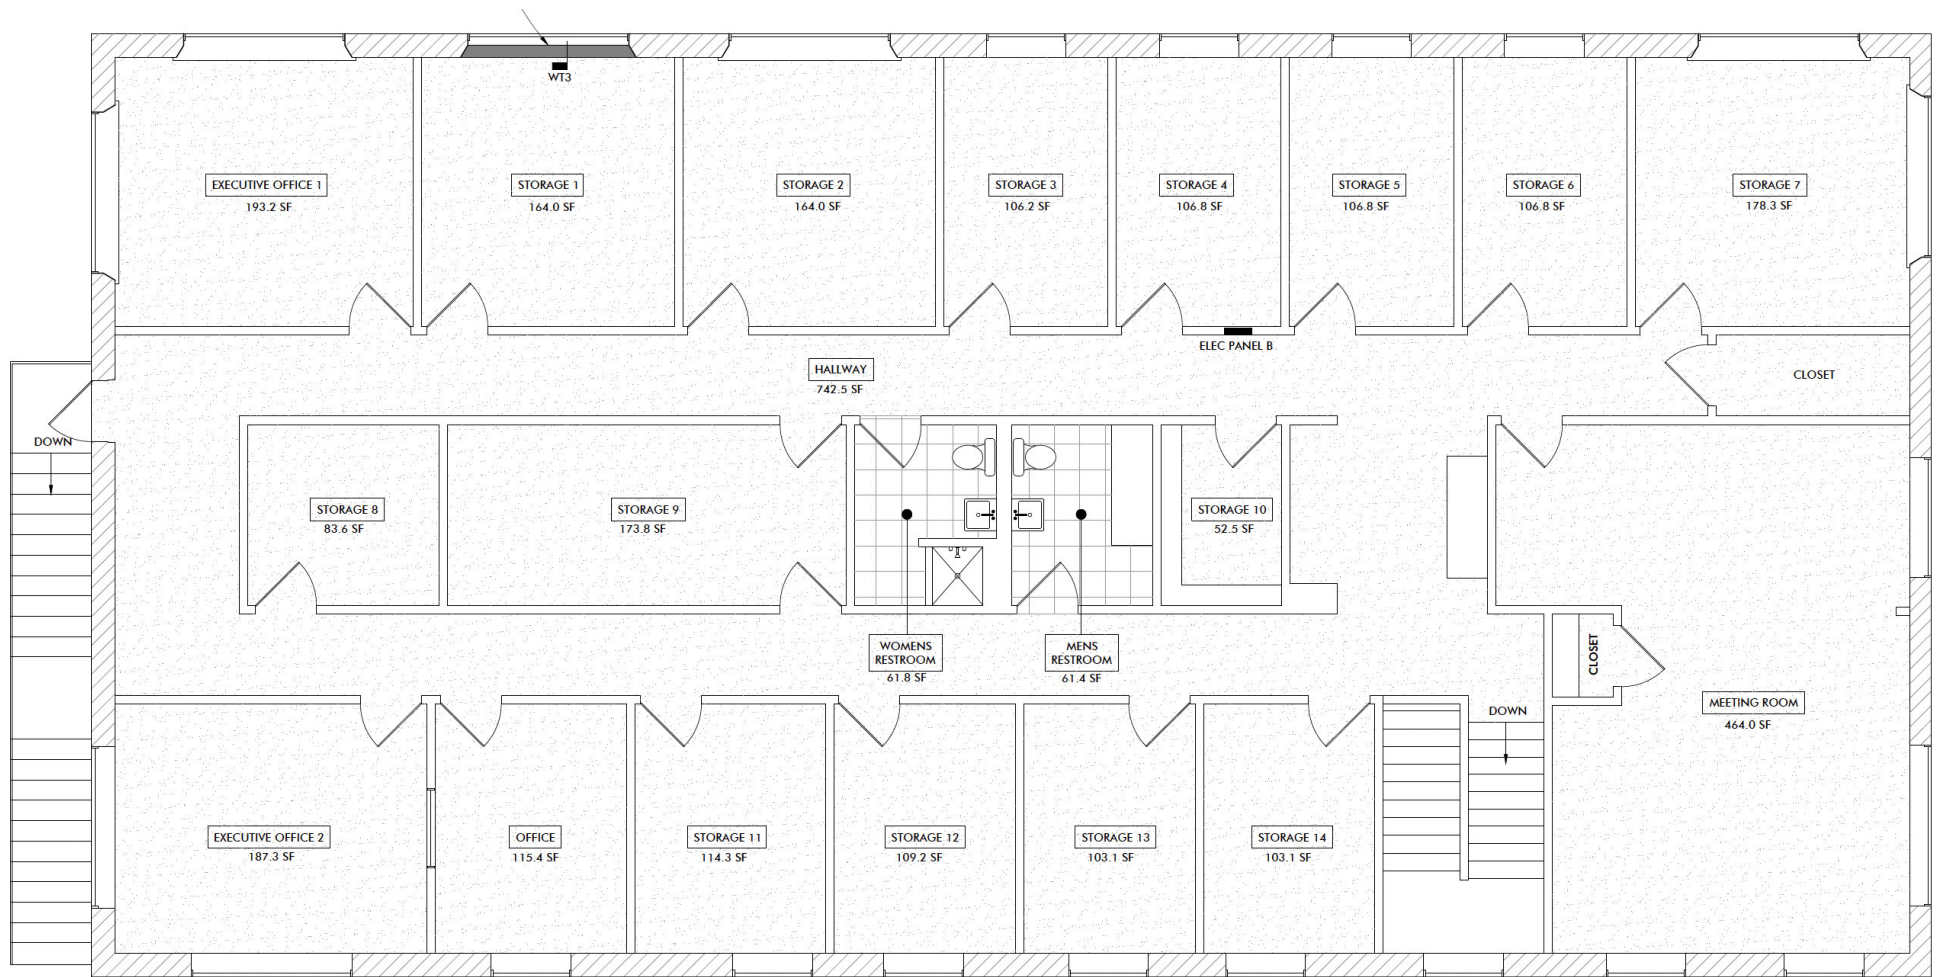 WT3
EXECUTIVE OFFICE 1
193.2 SF
STORAGE 1
164.0 SF
STORAGE 2
164.0 SF
STORAGE 3
106.2 SF
STORAGE 4
106.8 SF
STORAGE 5
106.8 SF
STORAGE 6
106.8 SF
STORAGE 7
178.3 SF
ELEC PANEL B
HALLWAY
742.5 SF
CLOSET
DOWN
STORAGE 8
83.6 SF
STORAGE 9
173.8 SF
STORAGE 10
52.5 SF
WOMENS
RESTROOM
61.8 SF
MENS
RESTROOM
61.4 SF
CLOSET
MEETING ROOM
464.0 SF
DOWN
EXECUTIVE OFFICE 2
187.3 SF
OFFICE
115.4 SF
STORAGE 11
114.3 SF
STORAGE 12
109.2 SF
STORAGE 13
103.1 SF
STORAGE 14
103.1 SF